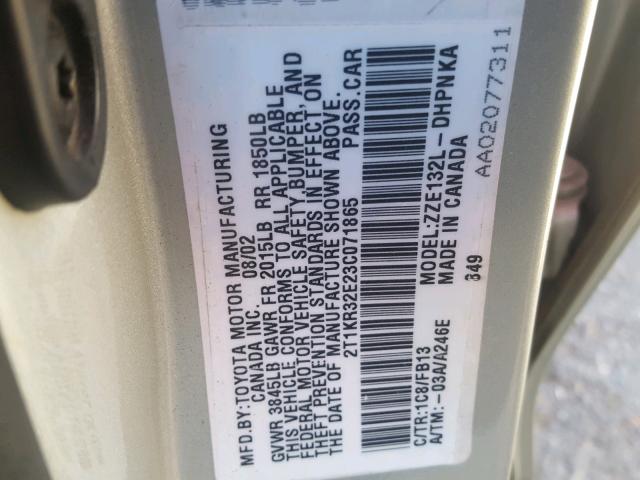 MFD.BY:TOYOTA MOTOR MANUFACTURING
CANADA INC. 08/02
GVWR 3845LB GAWR FR 2015LB RR 1850LB
THIS VEHICLE CONFORMS TO ALL APPLICABLE
FEDERAL MOTOR VEHICLE SAFETY,BUMPER, AND
THEFT PREVENTION STANDARDS IN EFFECT ON
THE DATE OF MANUFACTURE SHOWN ABOVE.
2T1KR32E23C071865 PASS.CAR
C/TR:1C8/FB13 MODEL:ZZE132L-DHPNKA
A/TM:-03A/A246E MADE IN CANADA
349
AA02077311